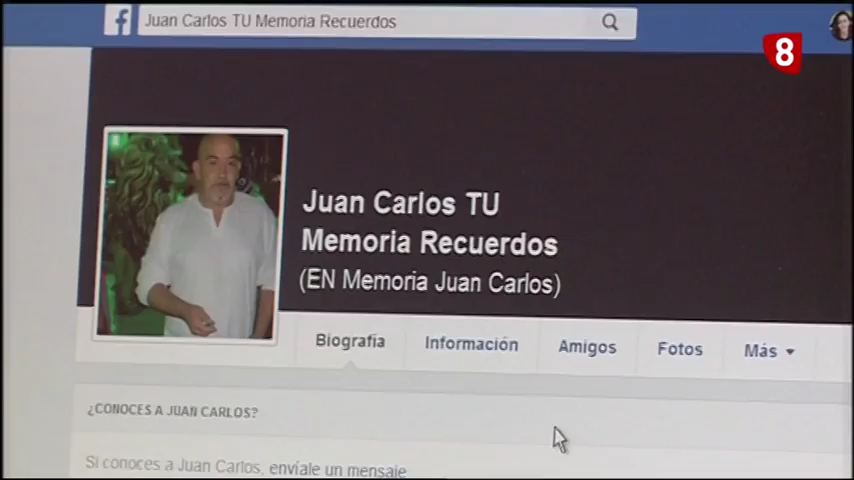 f Juan Carlos TU Memoria Recuerdos
8
Juan Carlos TU
Memoria Recuerdos
(EN Memoria Juan Carlos)
Biografía Información Amigos Fotos Más
¿CONOCES A JUAN CARLOS?
Si conoces a Juan Carlos, envíale un mensaje